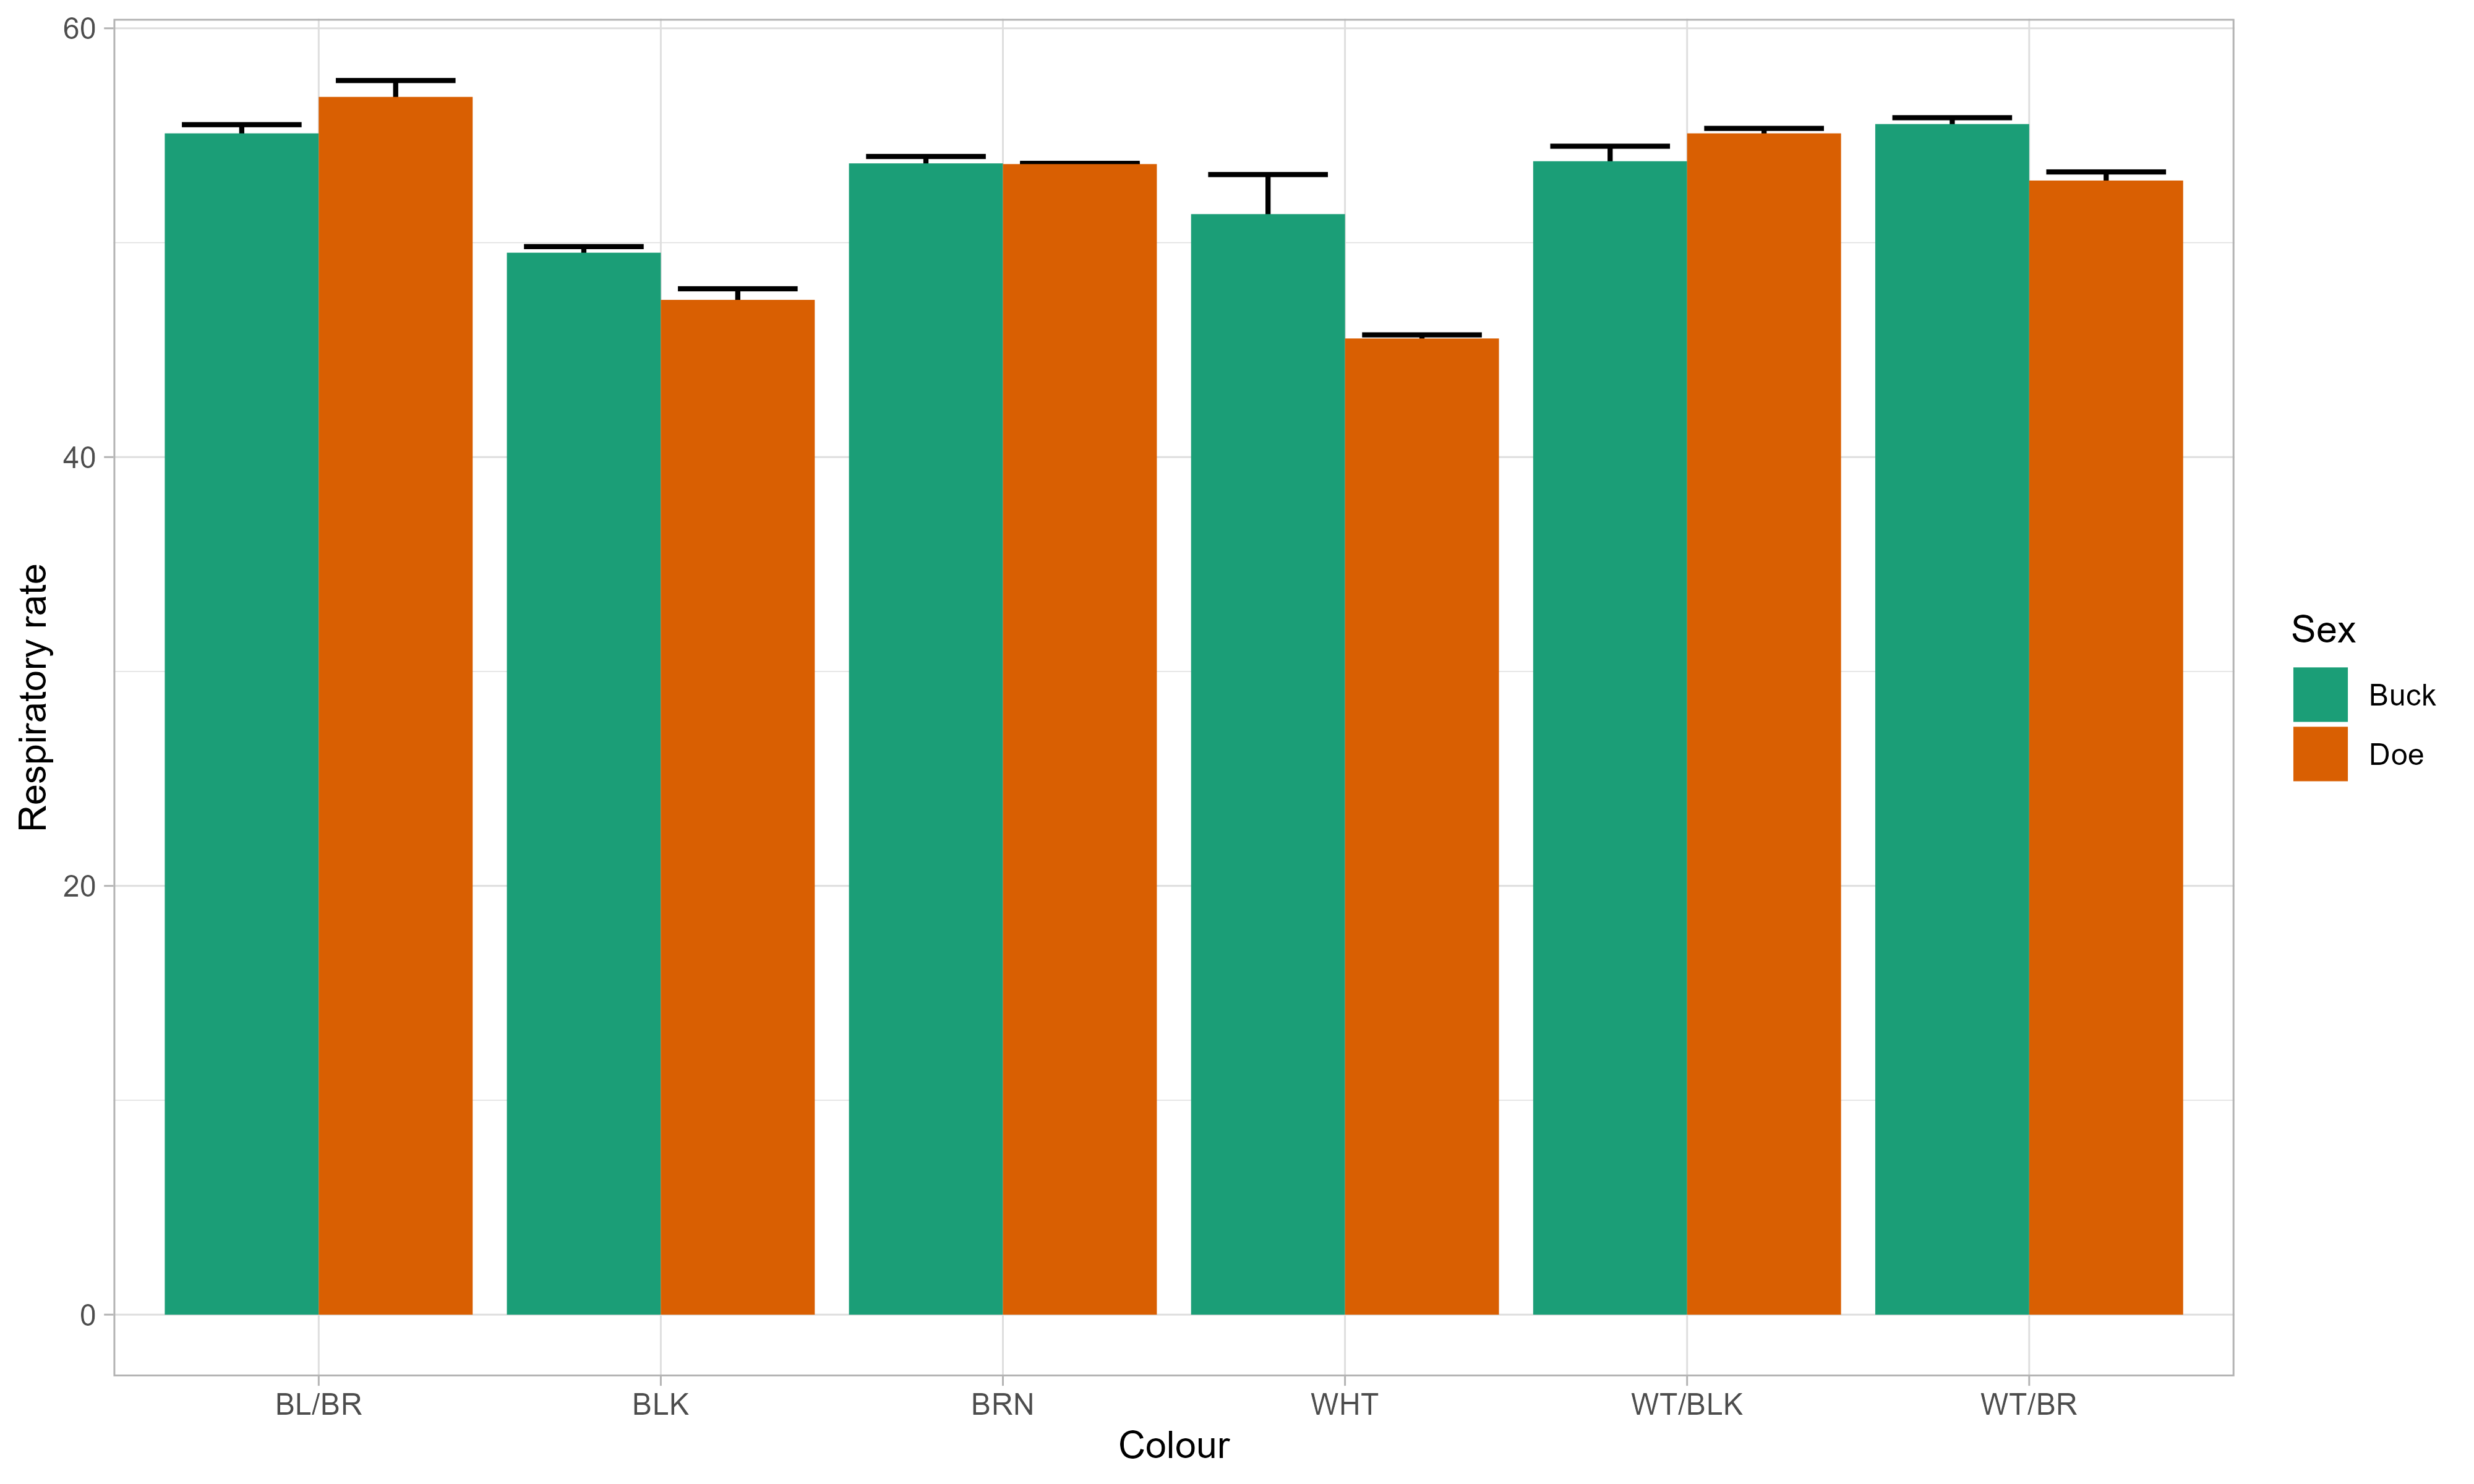 60
40
20
0
Respiratory rate
BL/BR
BLK
BRN
WHT
WT/BLK
WT/BR
Colour
Sex
Buck
Doe